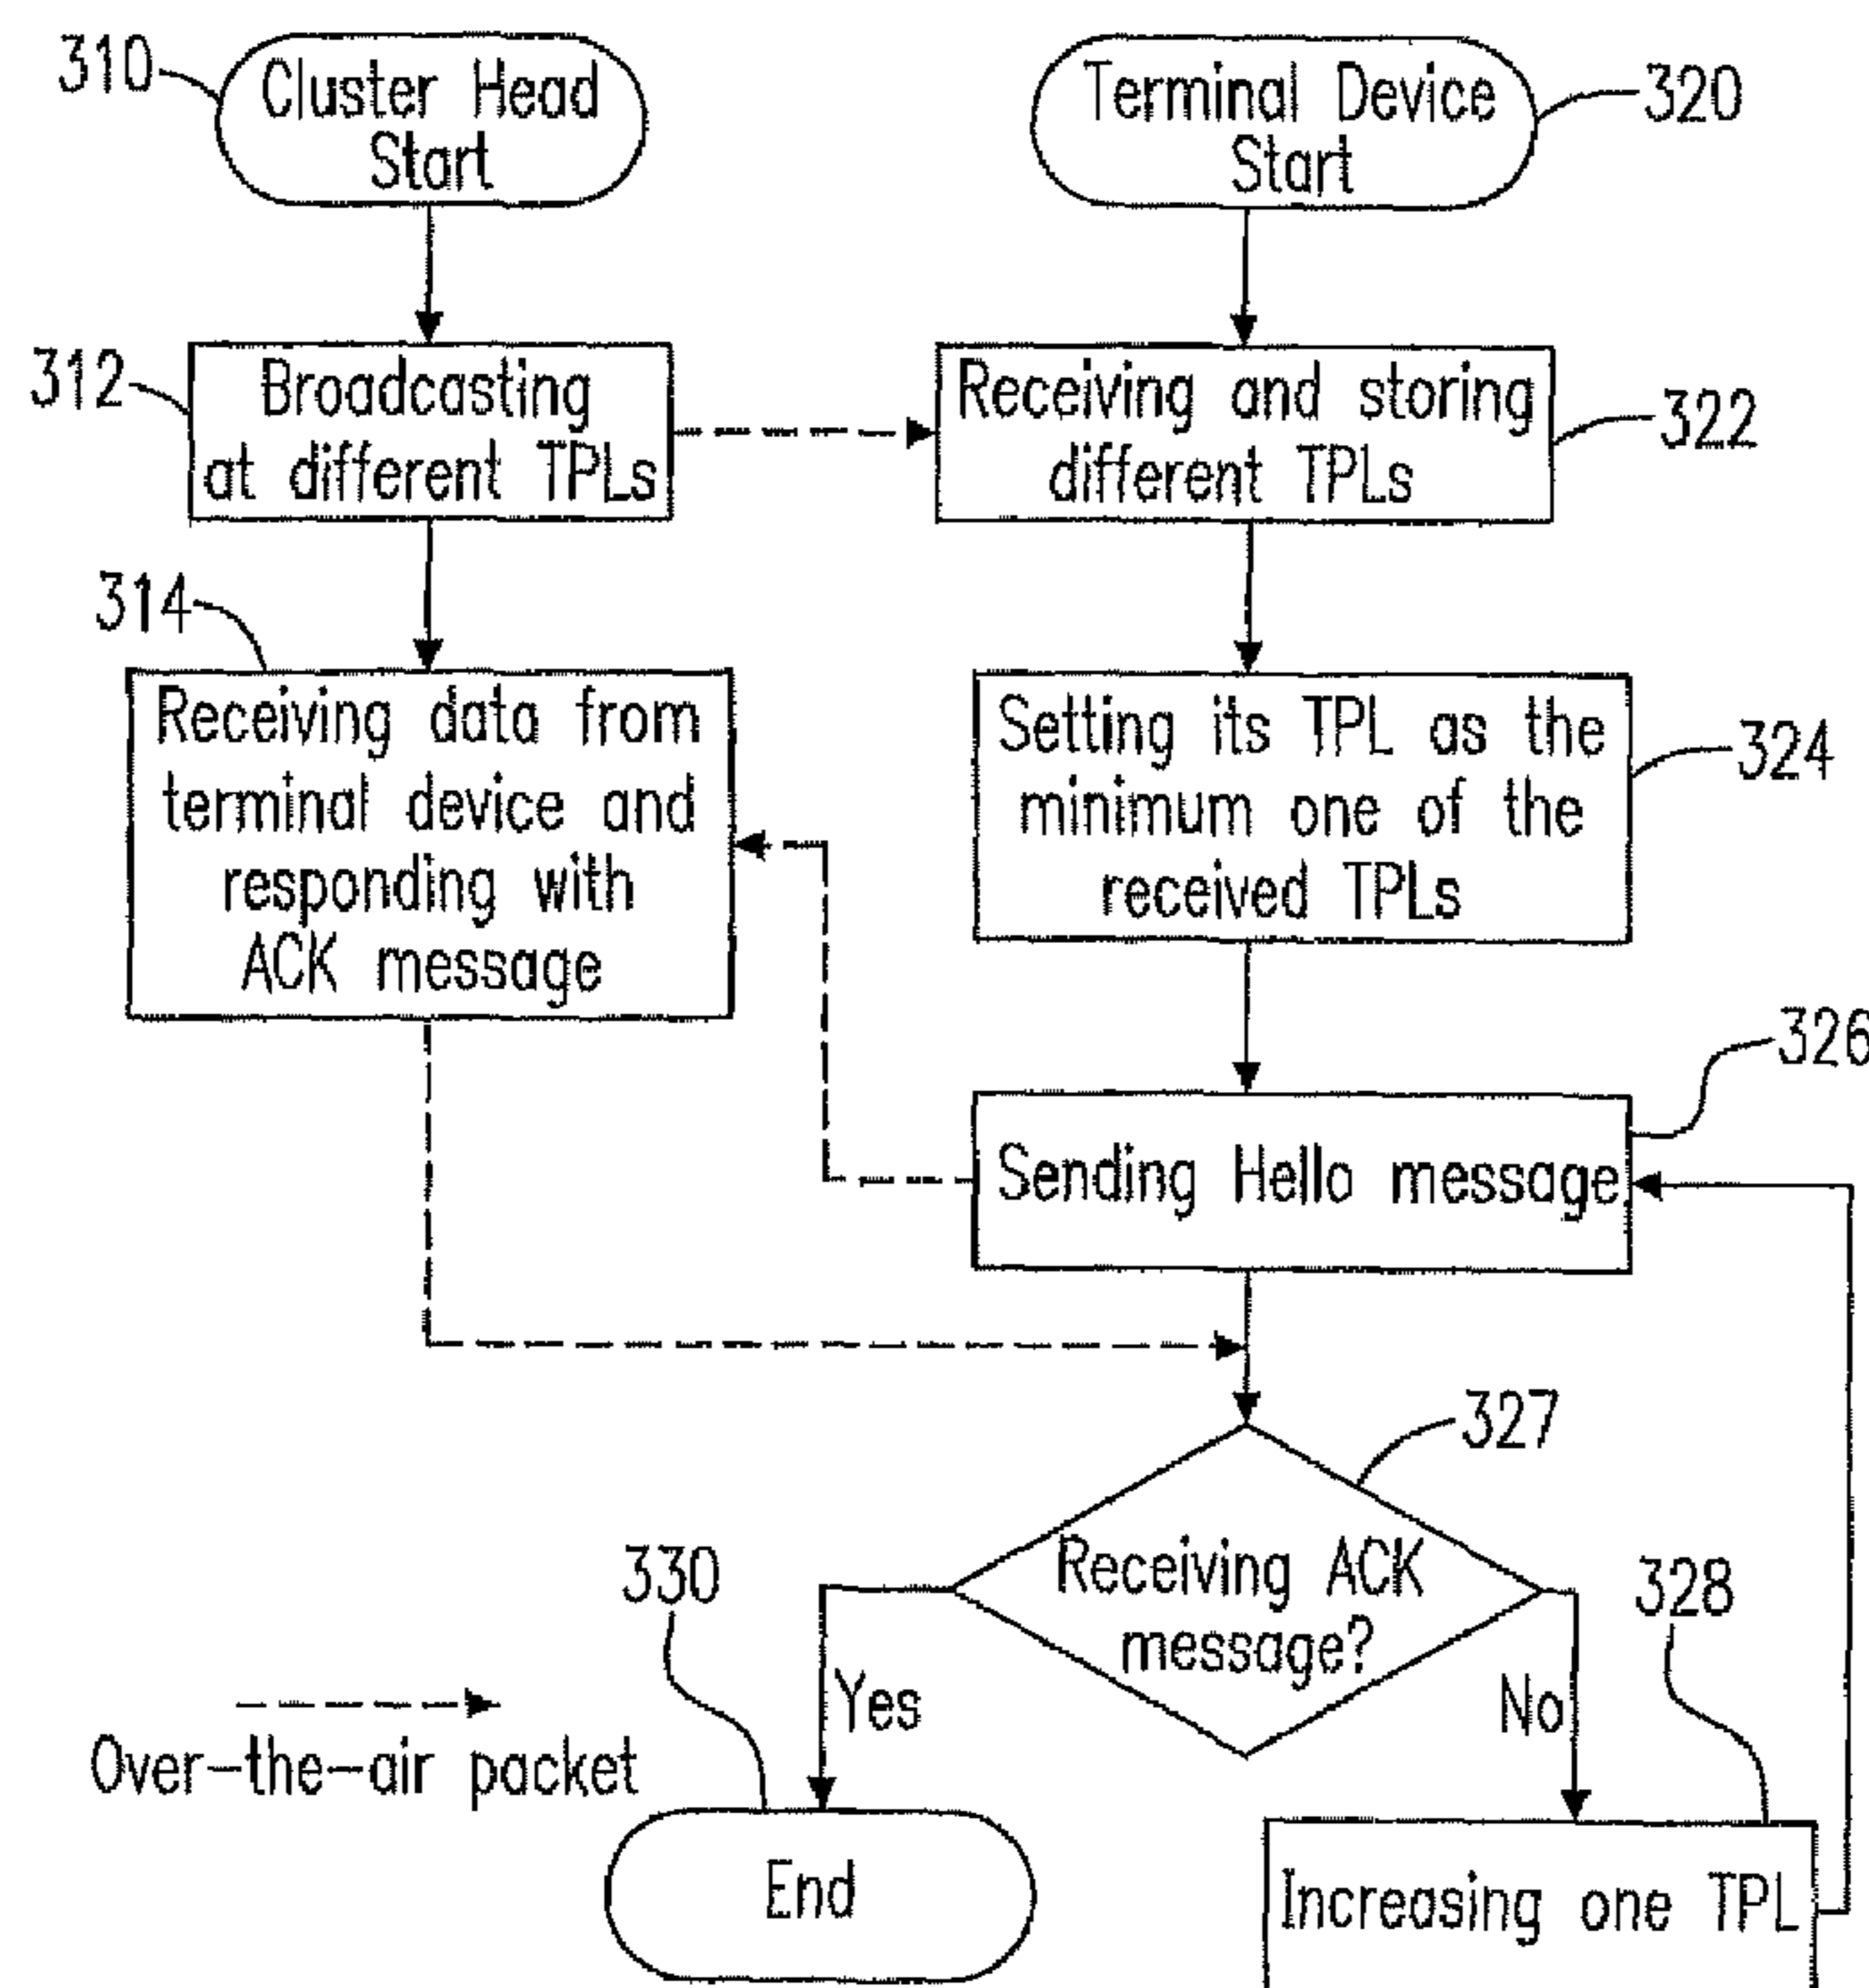 310
Cluster Head
Start
Terminal Device
Start
320
312
Broadcasting
at different TPLs
Receiving and storing
different TPLs
322
314
Receiving data from
terminal device and
responding with
ACK message
Setting its TPL as the
minimum one of the
received TPLs
324
326
Sending Hello message
327
Receiving ACK
message?
330
328
Yes
No
Over-the-air packet
End
Increasing one TPL